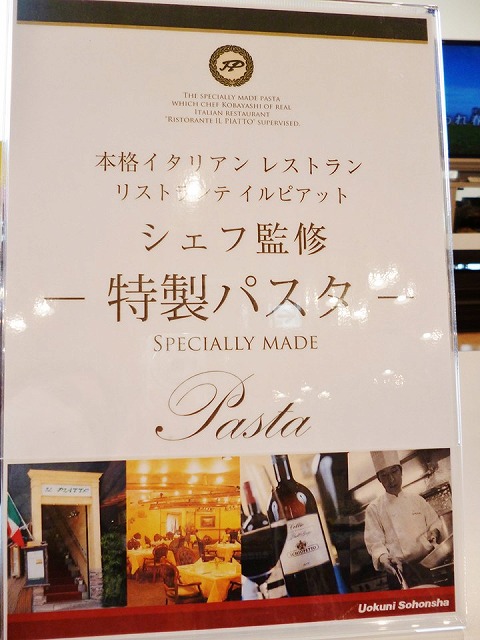 THE SPECIALLY MADE PASTA
WHICH CHEF KOBAYASHI OF REAL
ITALIAN RESTAURANT
"RISTORANTE IL PIATTO" SUPERVISED.
本格イタリアン レストラン
リストランテ イルピアット
シェフ監修
― 特製パスタ ―
SPECIALLY MADE
Pasta
IL PIATTO
Uokuni Sohonsha